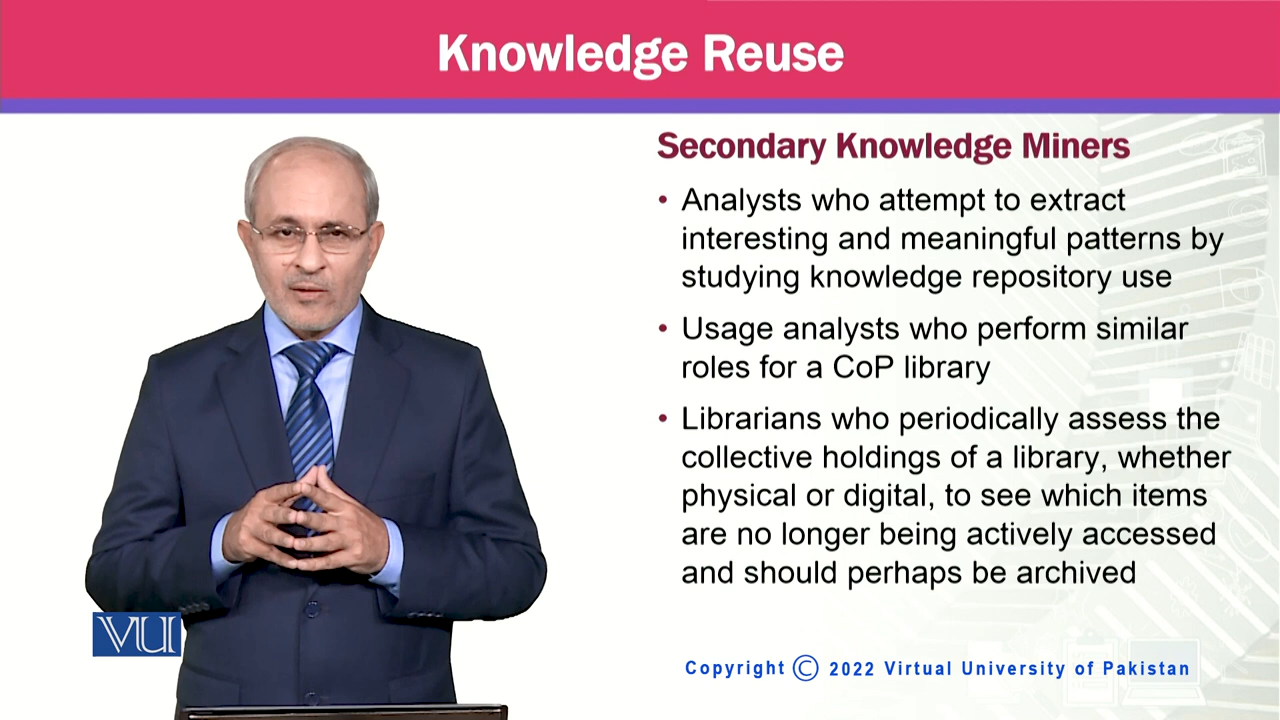 Knowledge Reuse
Secondary Knowledge Miners
• Analysts who attempt to extract
interesting and meaningful patterns by
studying knowledge repository use
• Usage analysts who perform similar
roles for a CoP library
• Librarians who periodically assess the
collective holdings of a library, whether
physical or digital, to see which items
are no longer being actively accessed
and should perhaps be archived
VU
Copyright © 2022 Virtual University of Pakistan